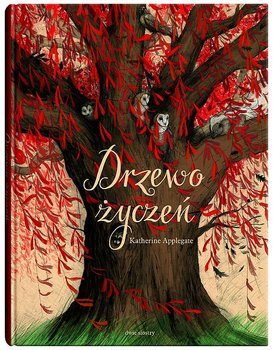 Drzewo
życzeń
Katherine Applegate
dwie siostry